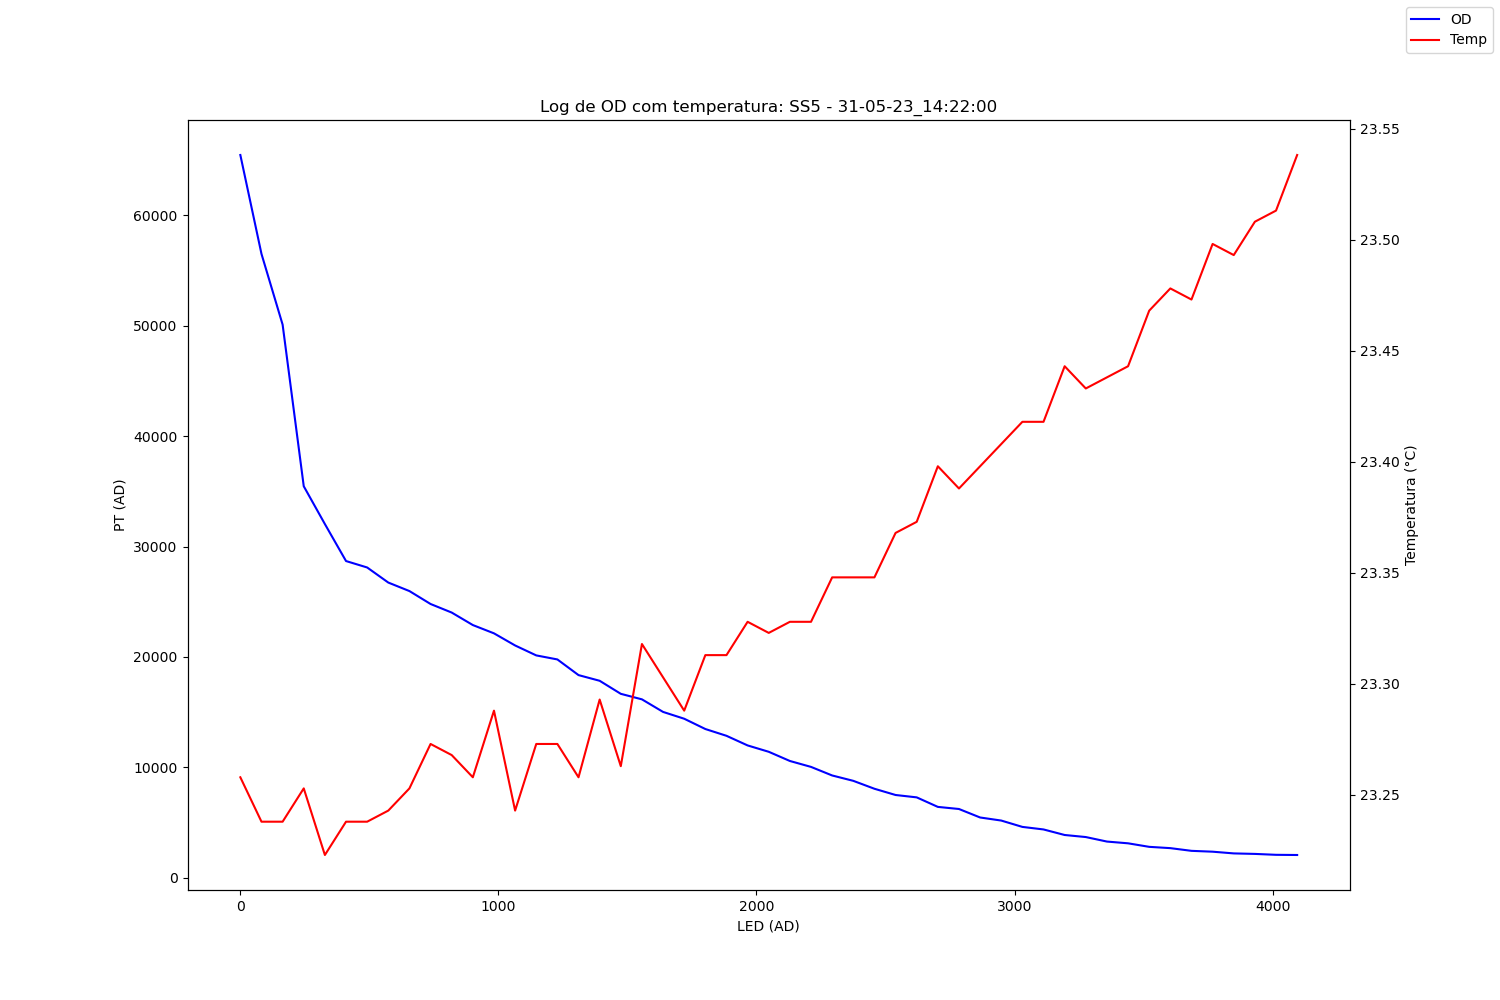 OD
Temp
Log de OD com temperatura: SS5 - 31-05-23_14:22:00
PT (AD)
60000
50000
40000
30000
20000
10000
0
23.55
23.50
23.45
23.40
23.35
23.30
23.25
Temperatura (°C)
0 1000 2000 3000 4000
LED (AD)